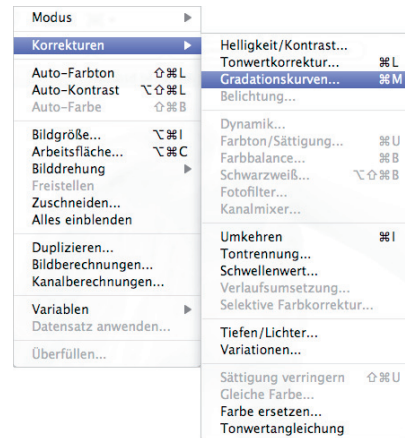 Modus
Korrekturen
Auto-Farbton ⇧⌘L
Auto-Kontrast ⌥⇧⌘L
Auto-Farbe ⇧⌘B
Bildgröße... ⌥⌘I
Arbeitsfläche... ⌥⌘C
Bilddrehung
Freistellen
Zuschneiden...
Alles einblenden
Duplizieren...
Bildberechnungen...
Kanalberechnungen...
Variablen
Datensatz anwenden...
Überfüllen...
Helligkeit/Kontrast...
Tonwertkorrektur... ⌘L
Gradationskurven... ⌘M
Belichtung...
Dynamik...
Farbton/Sättigung... ⌘U
Farbbalance... ⌘B
Schwarzweiß... ⌥⇧⌘B
Fotofilter...
Kanalmixer...
Umkehren ⌘I
Tontrennung...
Schwellenwert...
Verlaufsumsetzung...
Selektive Farbkorrektur...
Tiefen/Lichter...
Variationen...
Sättigung verringern ⇧⌘U
Gleiche Farbe...
Farbe ersetzen...
Tonwertangleichung